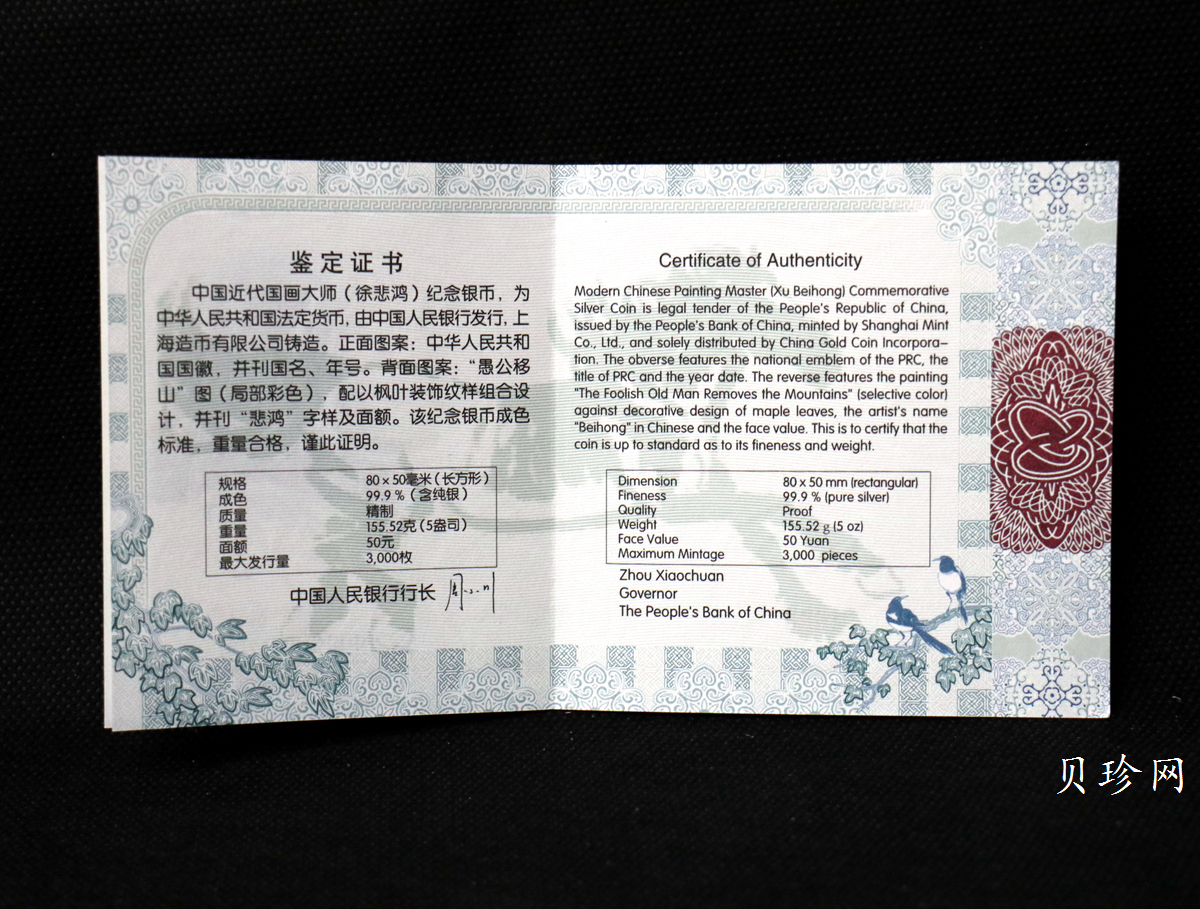 鉴定证书
中国近代国画大师（徐悲鸿）纪念银币，为
中华人民共和国法定货币，由中国人民银行发行，上
海造币有限公司铸造。正面图案：中华人民共和
国国徽，并刊国名、年号。背面图案：“愚公移
山”图（局部彩色），配以枫叶装饰纹样组合设
计，并刊“悲鸿”字样及面额。该纪念银币成色
标准，重量合格，谨此证明。
规格 80×50毫米（长方形）
成色 99.9％（含纯银）
质量 精制
重量 155.52克（5盎司）
面额 50元
最大发行量 3,000枚
中国人民银行行长
Certificate of Authenticity
Modern Chinese Painting Master (Xu Beihong) Commemorative
Silver Coin is legal tender of the People's Republic of China,
issued by the People's Bank of China, minted by Shanghai Mint
Co., Ltd., and solely distributed by China Gold Coin Incorpora-
tion. The obverse features the national emblem of the PRC, the
title of PRC and the year date. The reverse features the painting
"The Foolish Old Man Removes the Mountains" (selective color)
against decorative design of maple leaves, the artist's name
"Beihong" in Chinese and the face value. This is to certify that the
coin is up to standard as to its fineness and weight.
Dimension 80 x 50 mm (rectangular)
Fineness 99.9 % (pure silver)
Quality Proof
Weight 155.52 g (5 oz)
Face Value 50 Yuan
Maximum Mintage 3,000 pieces
Zhou Xiaochuan
Governor
The People's Bank of China
贝珍网